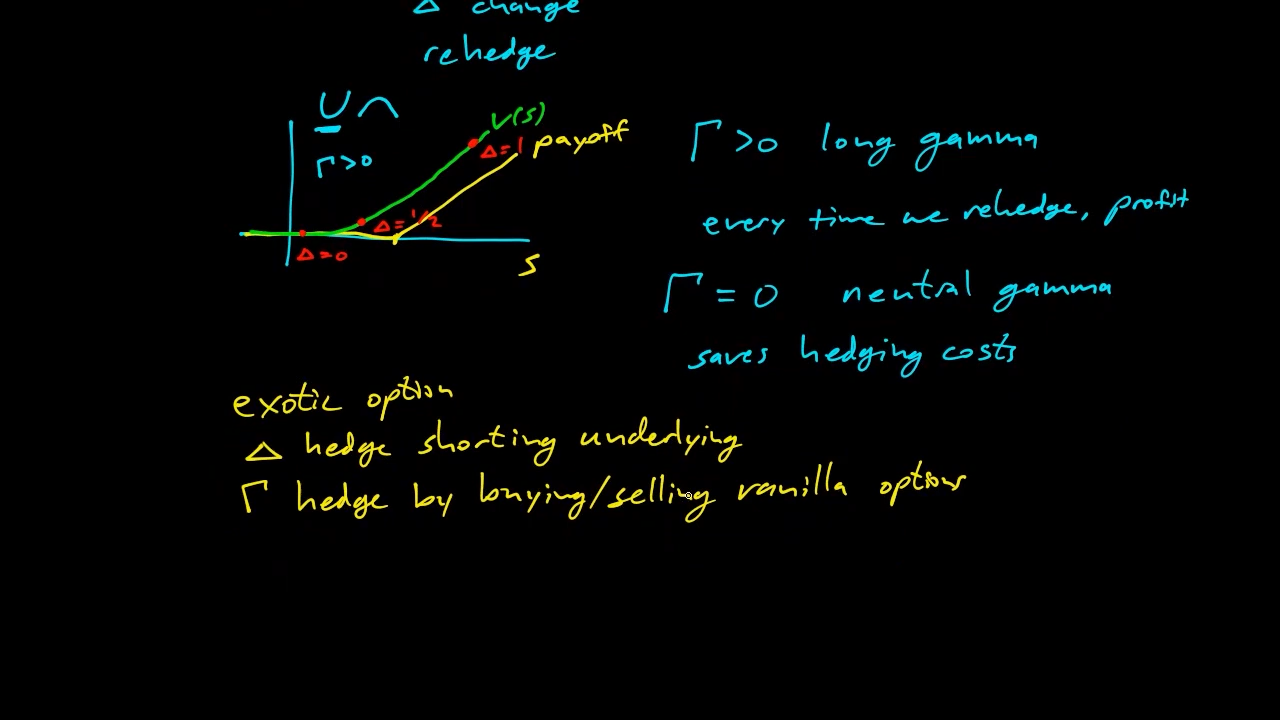 Δ change
rehedge
V(S)
payoff
Γ>0
Δ=1
Δ=1/2
Δ=0
S
Γ>0 long gamma
every time we rehedge, profit
Γ=0 neutral gamma
saves hedging costs
exotic option
Δ hedge shorting underlying
Γ hedge by buying/selling vanilla options